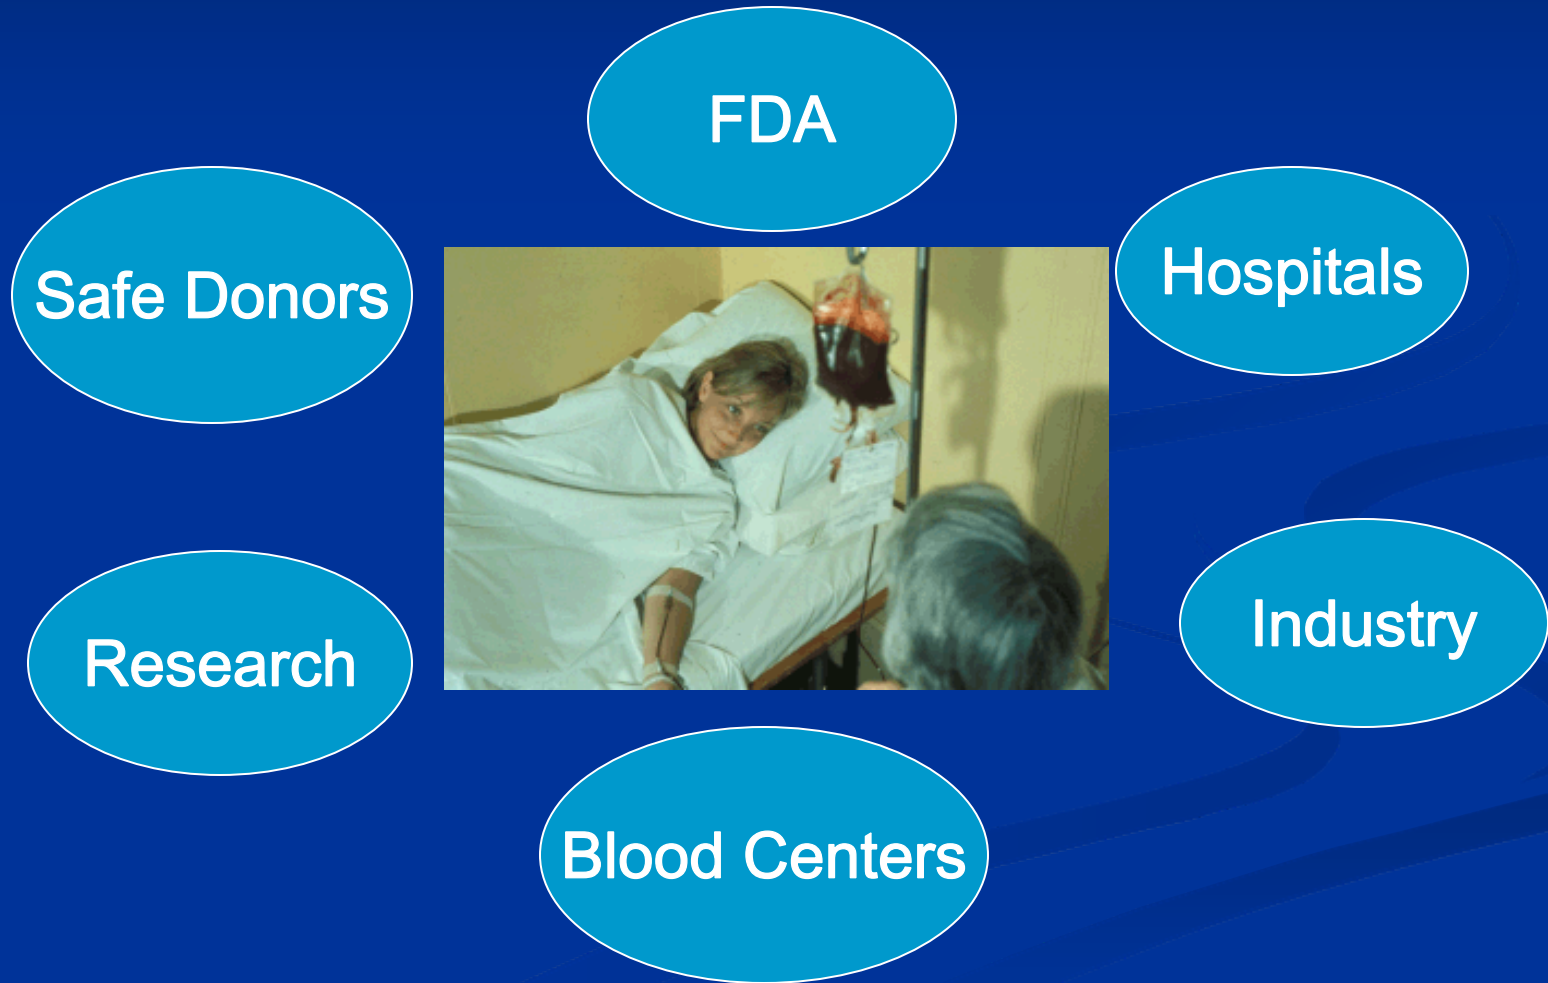 FDA
Safe Donors
Hospitals
Research
Industry
Blood Centers